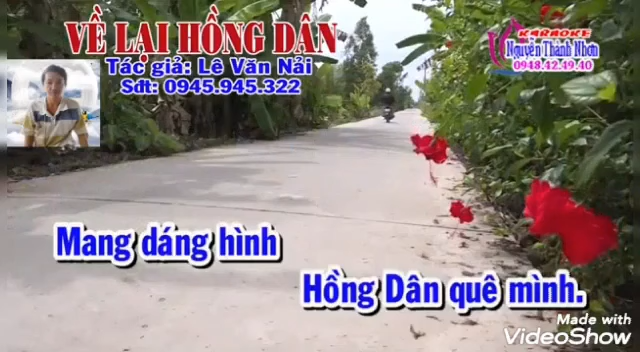 VỀ LẠI HỒNG DÂN
Tác giả: Lê Văn Nải
Sđt: 0945.945.322
KARAOKE
Nguyễn Thành Nhơn
0948.42.49.40
Mang dáng hình
Hồng Dân quê mình.
Made with
VideoShow